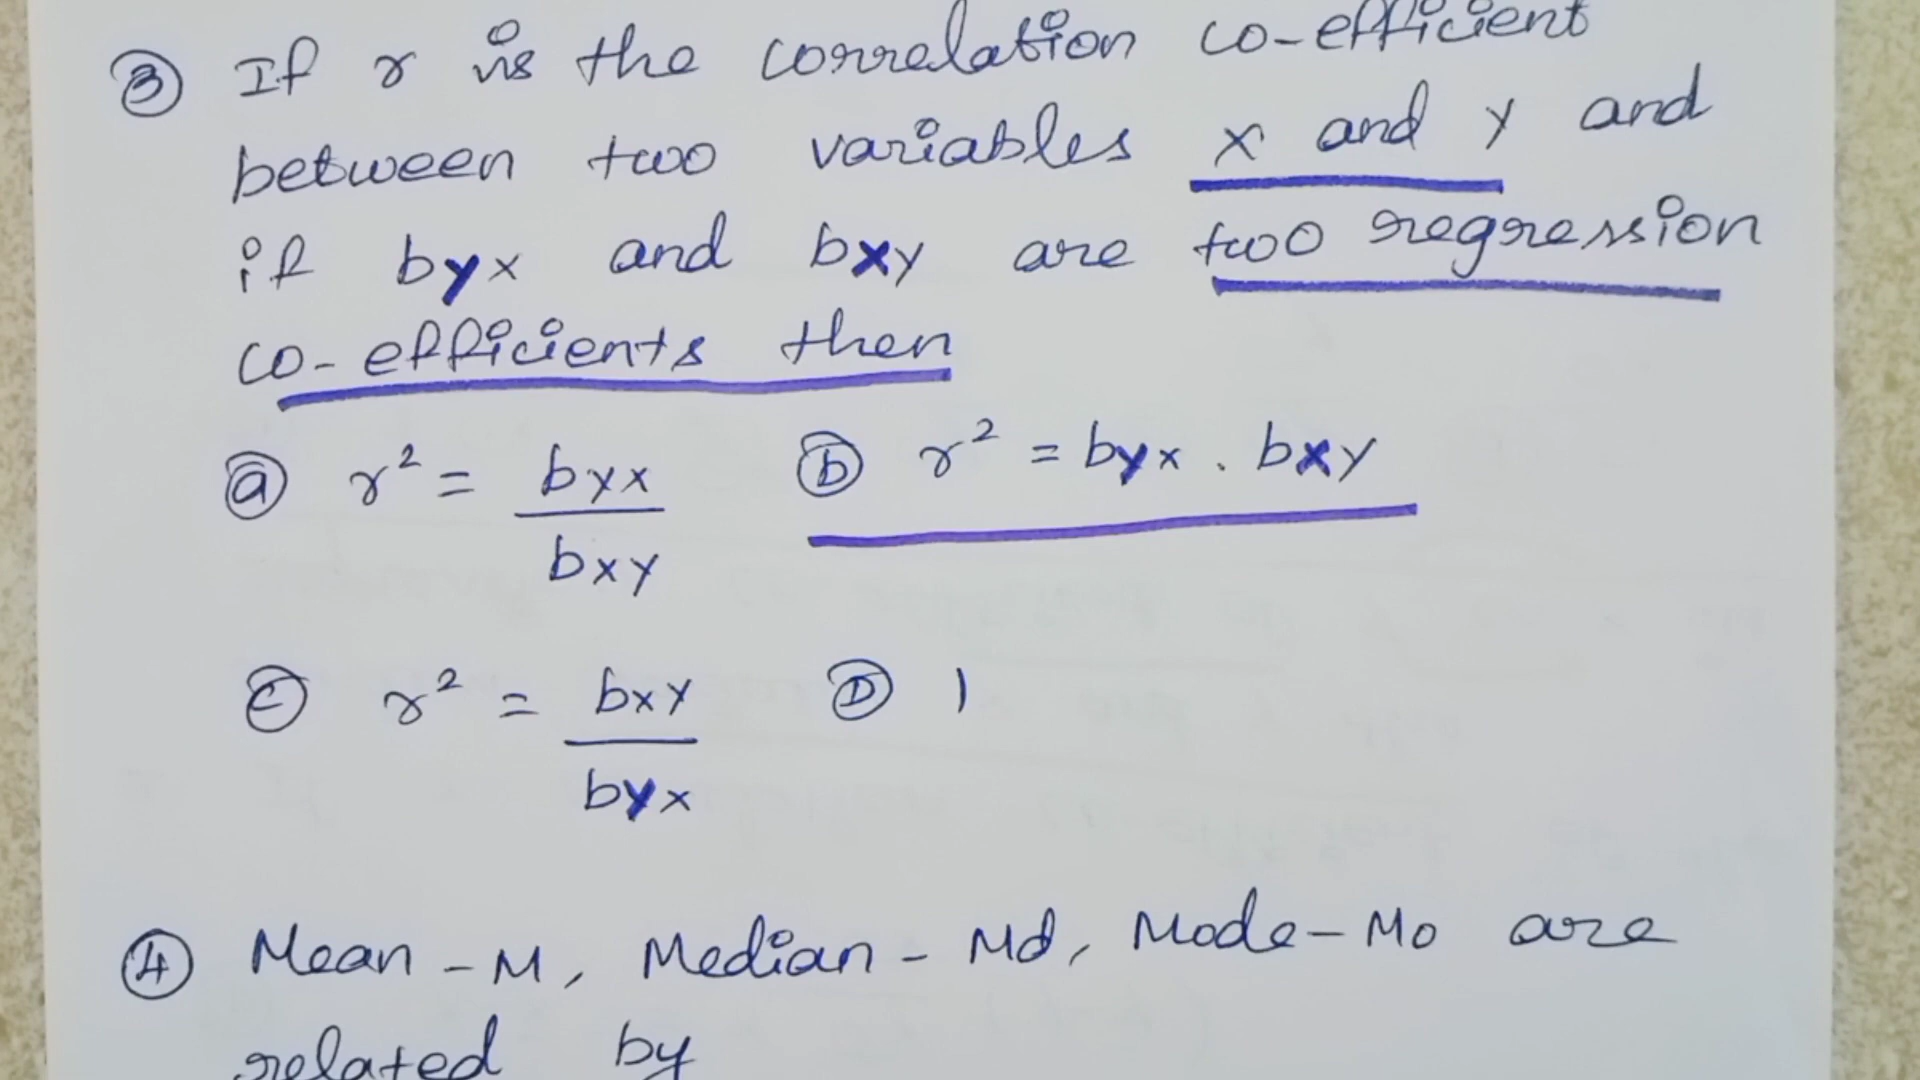 ③ If r is the correlation co-efficient
between two variables x and y and
if byx and bxy are two regression
co-efficients then
ⓐ r² = byx / bxy ⓑ r² = byx . bxy
ⓒ r² = bxy / byx Ⓓ 1
④ Mean - M, Median - Md, Mode - Mo are
related by